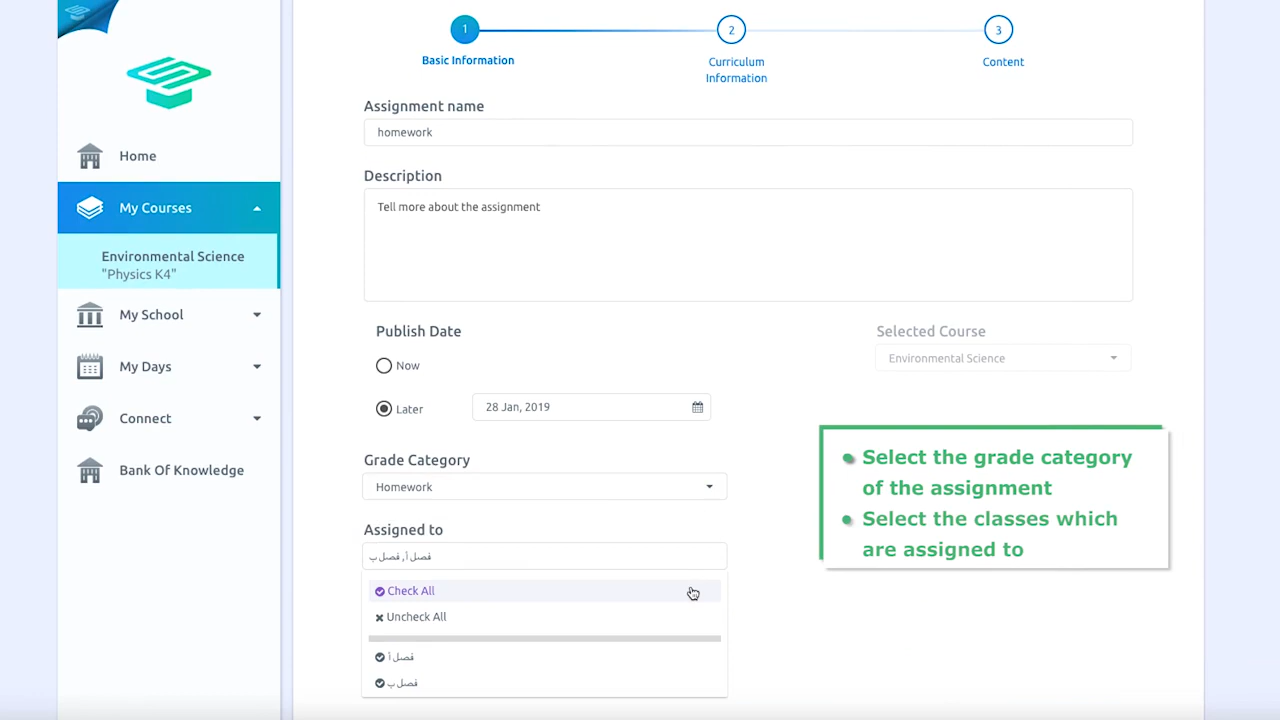 1
2
3
Basic Information
Curriculum
Information
Content
Assignment name
homework
Description
Tell more about the assignment
Home
My Courses
Environmental Science
"Physics K4"
My School
My Days
Connect
Bank Of Knowledge
Publish Date
Now
Later
28 Jan, 2019
Selected Course
Environmental Science
Grade Category
Homework
Assigned to
فصل أ, فصل ب
Check All
Uncheck All
فصل أ
فصل ب
Select the grade category
of the assignment
Select the classes which
are assigned to